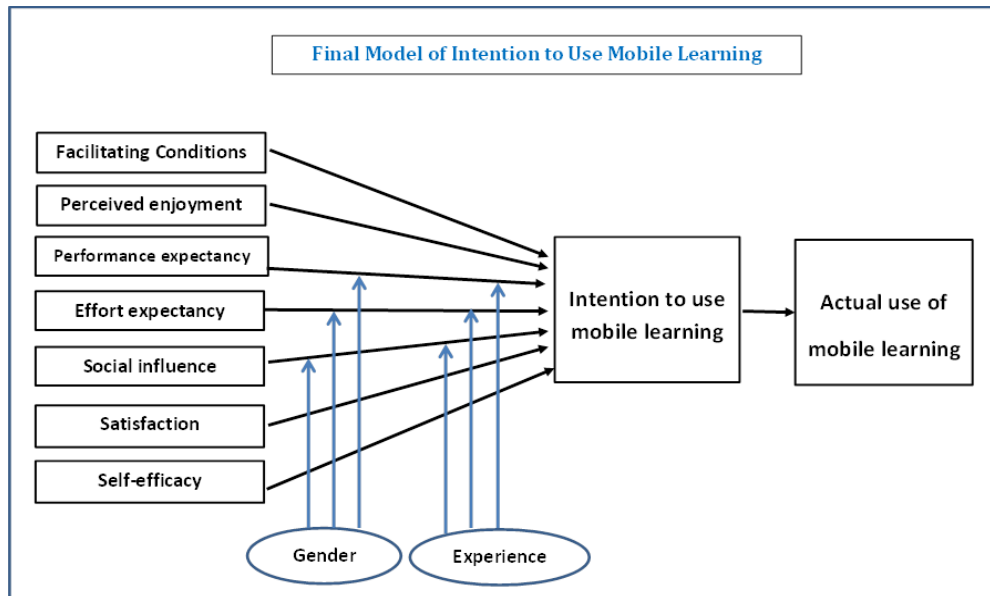 Final Model of Intention to Use Mobile Learning
Facilitating Conditions
Perceived enjoyment
Performance expectancy
Effort expectancy
Social influence
Satisfaction
Self-efficacy
Intention to use
mobile learning
Actual use of
mobile learning
Gender
Experience